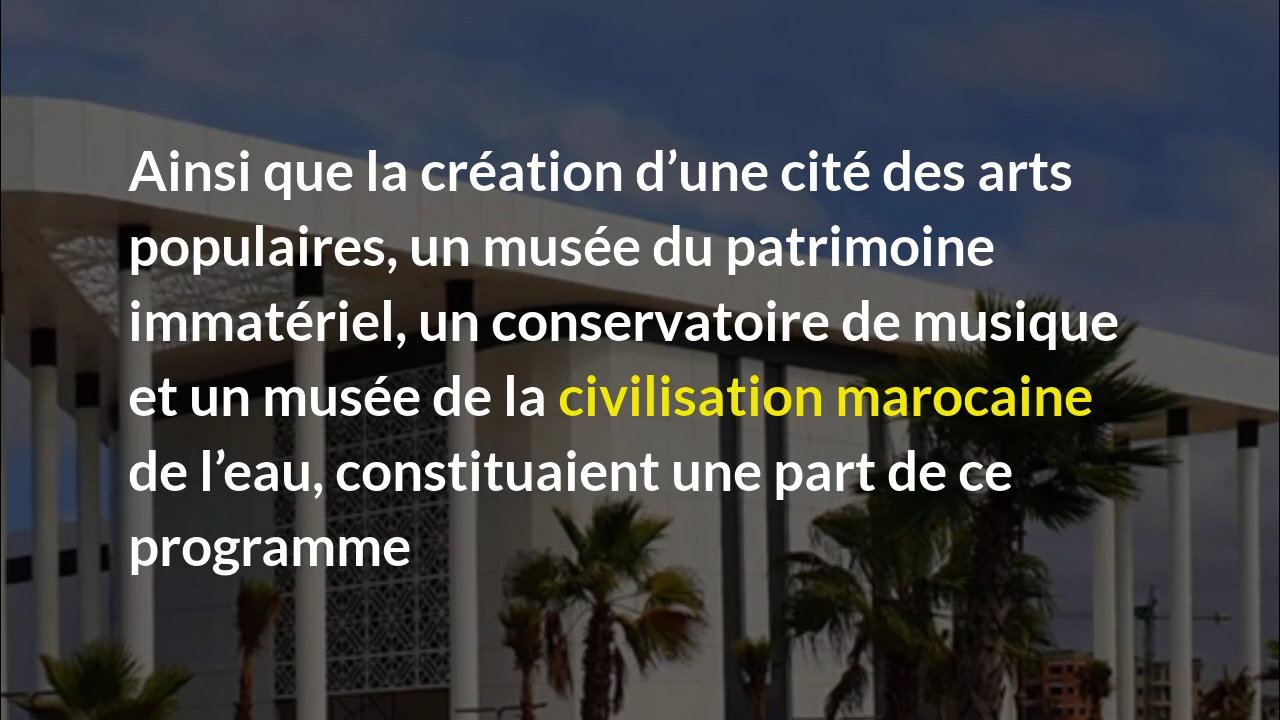 Ainsi que la création d’une cité des arts
populaires, un musée du patrimoine
immatériel, un conservatoire de musique
et un musée de la civilisation marocaine
de l’eau, constituaient une part de ce
programme